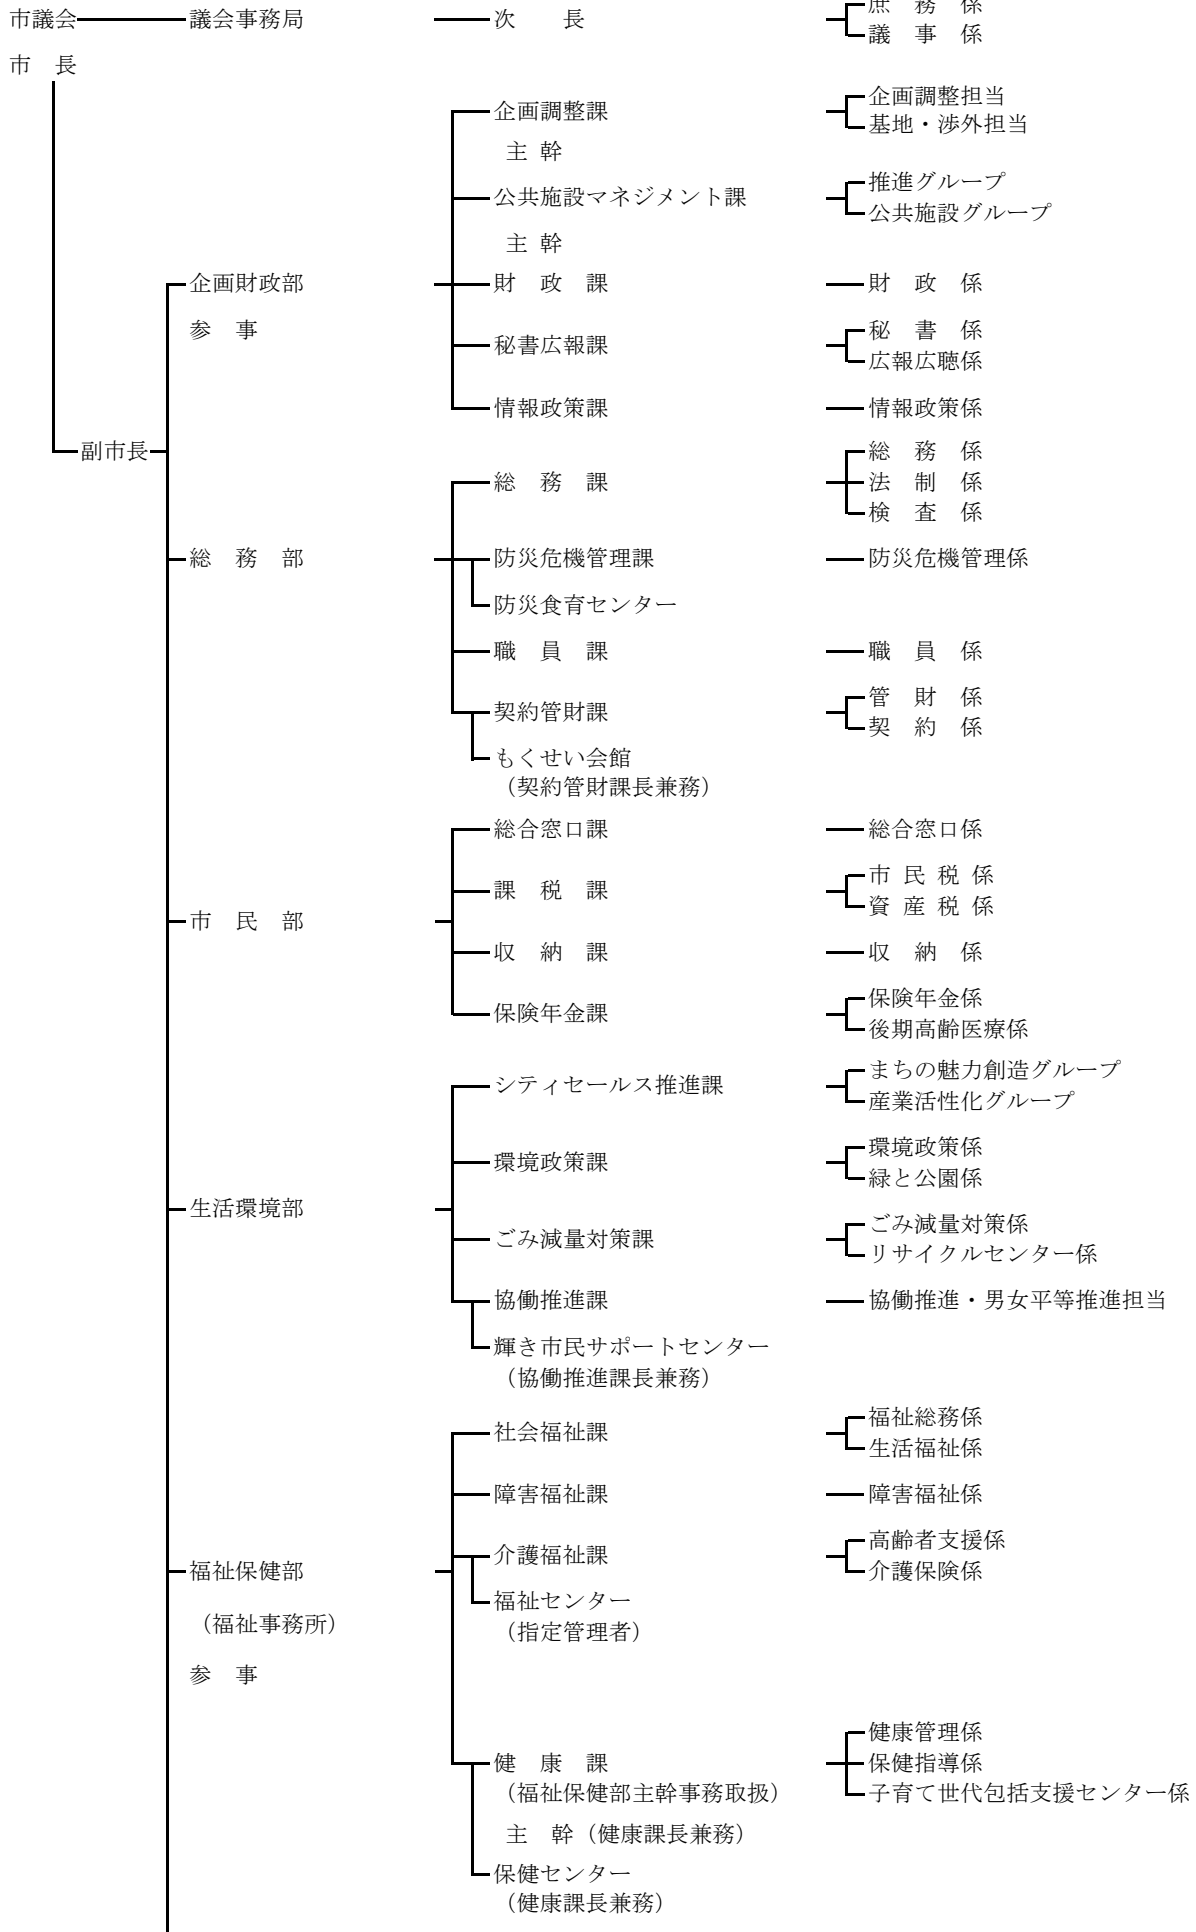 庶　務　係
市議会　議会事務局　次　　長
議　事　係
市　長
企画調整担当
企画調整課
基地・渉外担当
主 幹
推進グループ
公共施設マネジメント課
公共施設グループ
主 幹
企画財政部　財　政　課　財　政　係
参　事　秘　書　係
秘書広報課
広報広聴係
情報政策課　情報政策係
副市長　総　務　係
総　務　課　法　制　係
検　査　係
総　務　部　防災危機管理課　防災危機管理係
防災食育センター
職　員　課　職　員　係
管　財　係
契約管財課
契　約　係
もくせい会館
（契約管財課長兼務）
総合窓口課　総合窓口係
市 民 税 係
課　税　課
資 産 税 係
市　民　部
収　納　課　収　納　係
保険年金係
保険年金課
後期高齢医療係
まちの魅力創造グループ
シティセールス推進課
産業活性化グループ
環境政策係
環境政策課
緑と公園係
生活環境部
ごみ減量対策係
ごみ減量対策課
リサイクルセンター係
協働推進課　協働推進・男女平等推進担当
輝き市民サポートセンター
（協働推進課長兼務）
福祉総務係
社会福祉課
生活福祉係
障害福祉課　障害福祉係
高齢者支援係
介護福祉課
福祉保健部　介護保険係
福祉センター
（福祉事務所）
（指定管理者）
参　事
健康管理係
健　康　課　保健指導係
（福祉保健部主幹事務取扱）　子育て世代包括支援センター係
主　幹（健康課長兼務）
保健センター
（健康課長兼務）